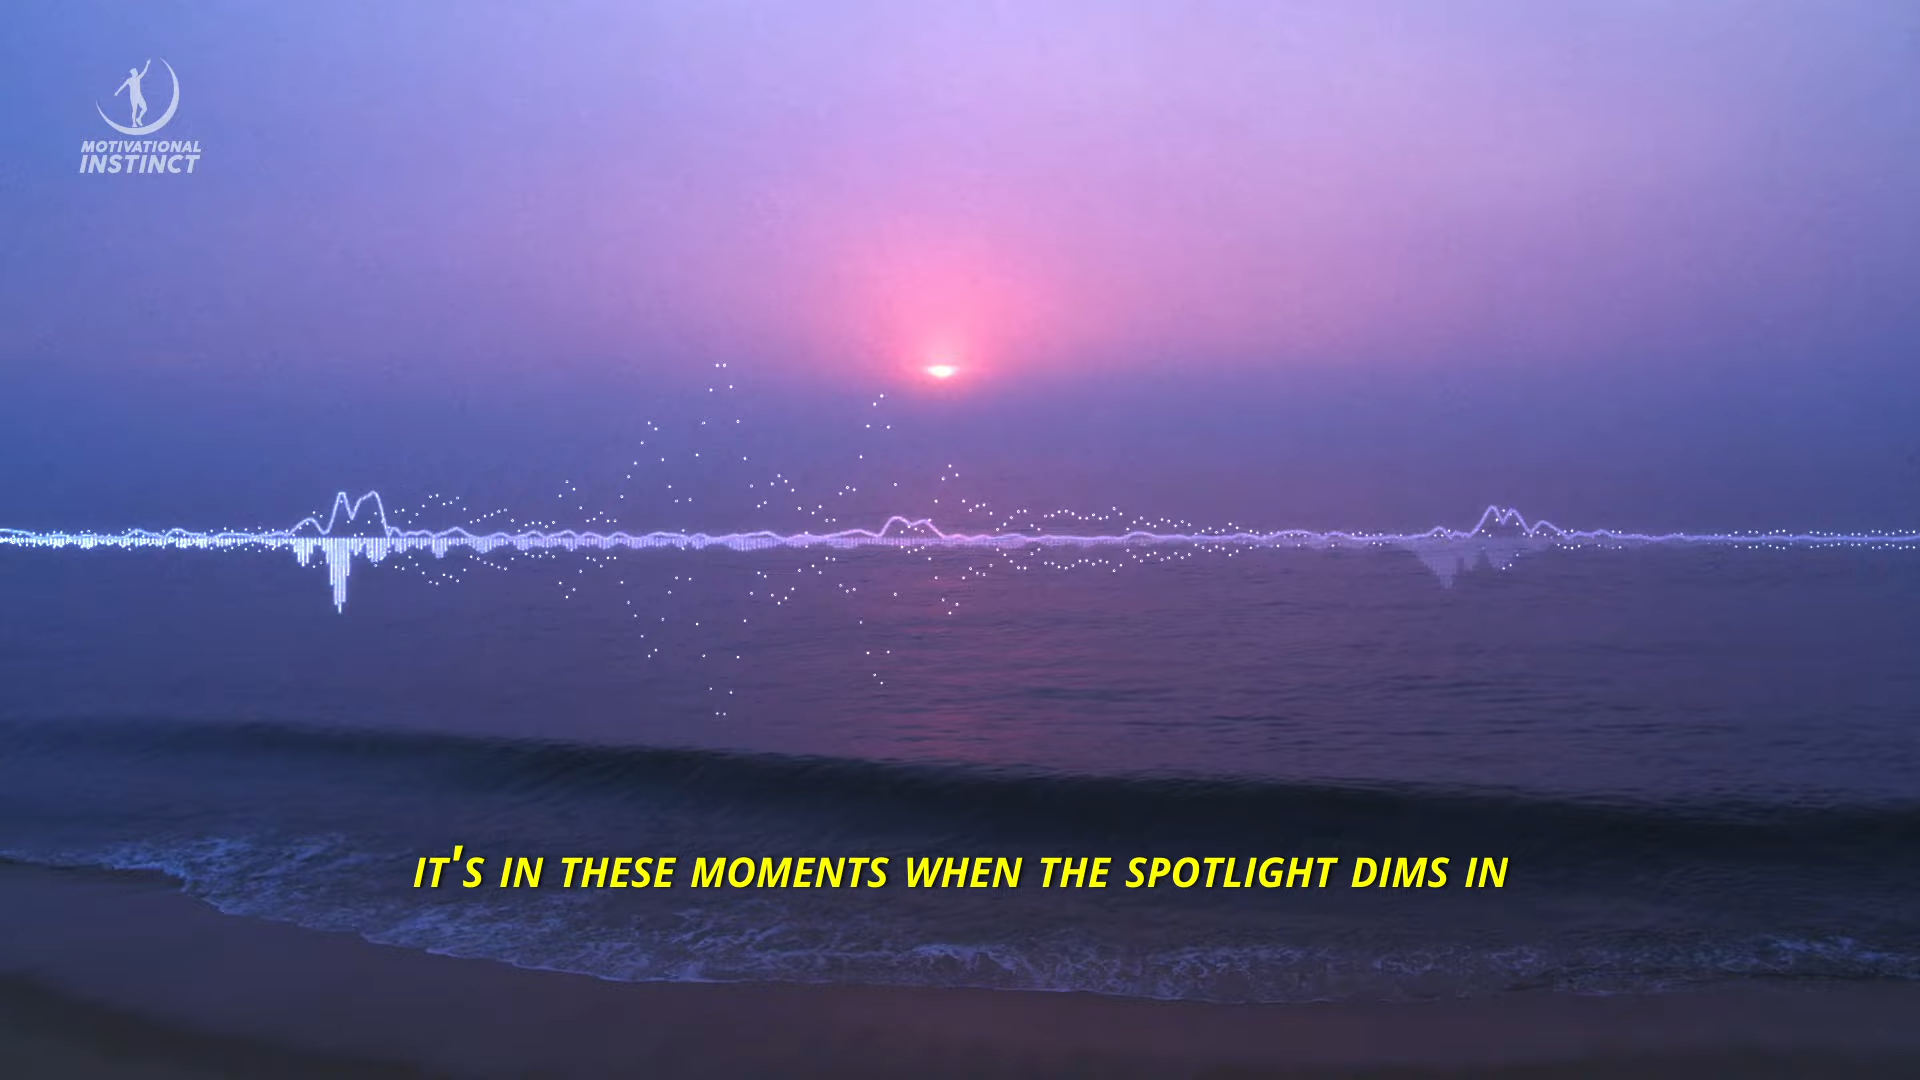 MOTIVATIONAL
INSTINCT
IT'S IN THESE MOMENTS WHEN THE SPOTLIGHT DIMS IN